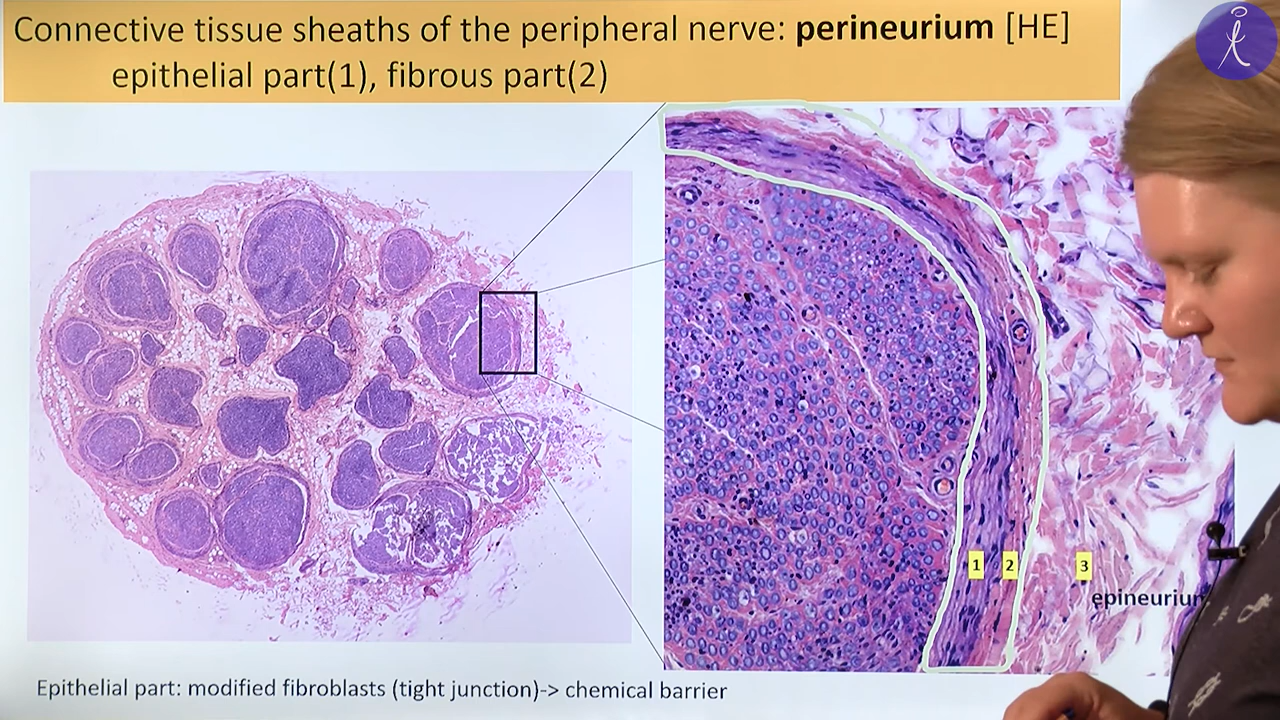 Connective tissue sheaths of the peripheral nerve: perineurium [HE]
epithelial part(1), fibrous part(2)
1 2 3
epineurium
Epithelial part: modified fibroblasts (tight junction)-> chemical barrier